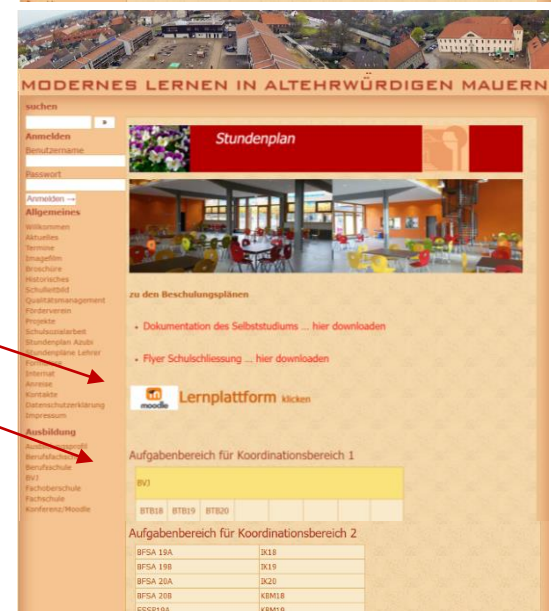 MODERNES LERNEN IN ALTEHRWÜRDIGEN MAUERN
suchen
»
Anmelden
Benutzername
Passwort
Anmelden →
Allgemeines
Willkommen
Aktuelles
Termine
Imagefilm
Broschüre
Historisches
Schulleitbild
Qualitätsmanagement
Förderverein
Projekte
Schulsozialarbeit
Stundenplan Azubi
Stundenpläne Lehrer
Internat
Anreise
Kontakte
Datenschutzerklärung
Impressum
Ausbildung
Berufsfachschule
Berufsschule
BVJ
Fachoberschule
Fachschule
Konferenz/Moodle
Stundenplan
zu den Beschulungsplänen
• Dokumentation des Selbststudiums ... hier downloaden
• Flyer Schulschliessung ... hier downloaden
moodle Lernplattform klicken
Aufgabenbereich für Koordinationsbereich 1
BVJ
BTB18 BTB19 BTB20
Aufgabenbereich für Koordinationsbereich 2
BFSA 19A IK18
BFSA 19B IK19
BFSA 20A IK20
BFSA 20B KBM18
KBM19